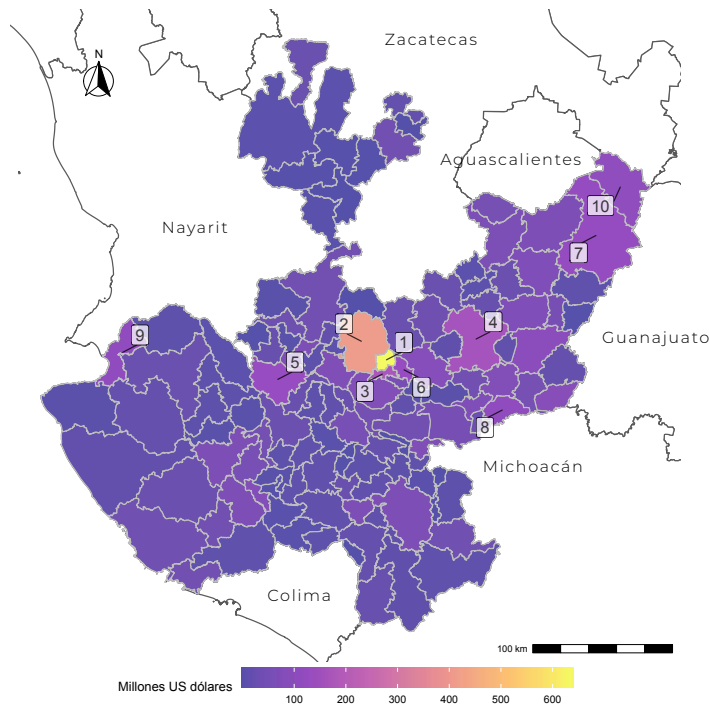 Zacatecas
N
Aguascalientes
10
Nayarit
7
2
9
4
1
Guanajuato
5
3
6
8
Michoacán
Colima
100 km
Millones US dólares
100 200 300 400 500 600